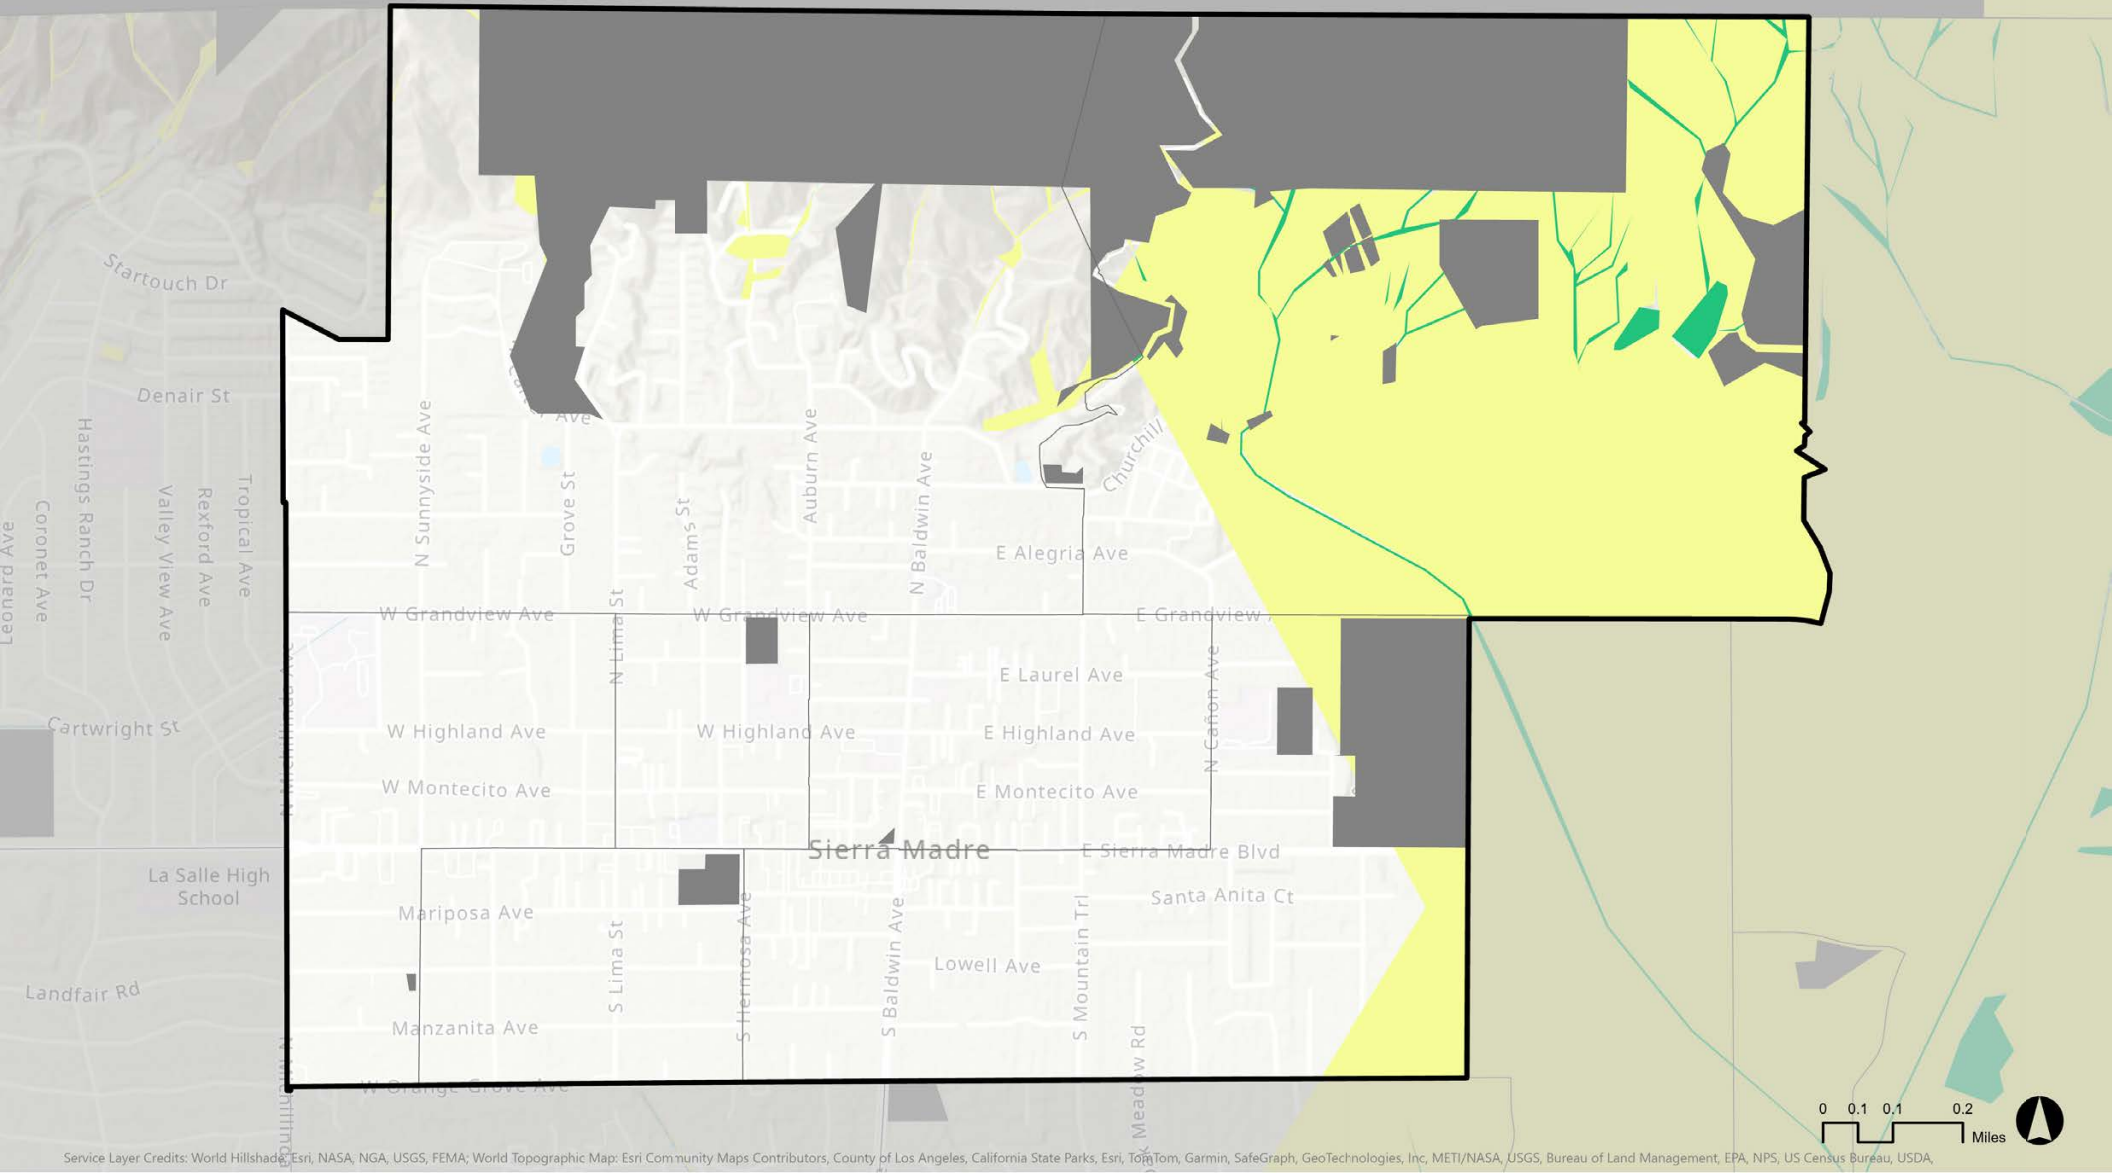 Startouch Dr
Denair St
Hastings Ranch Dr
Coronet Ave
Leonard Ave
Valley View Ave
Rexford Ave
Tropical Ave
N Sunnyside Ave
Ave
Grove St
Adams St
Auburn Ave
N Baldwin Ave
Churchill
E Alegria Ave
W Grandview Ave
W Grandview Ave
E Grandview
N Lima St
E Laurel Ave
N Cañon Ave
Cartwright St
W Highland Ave
W Highland Ave
E Highland Ave
W Montecito Ave
E Montecito Ave
Sierra Madre
E Sierra Madre Blvd
La Salle High
School
Mariposa Ave
Santa Anita Ct
S Lima St
S Hermosa Ave
S Baldwin Ave
S Mountain Trl
Lowell Ave
Landfair Rd
Manzanita Ave
W Orange Grove Ave
Meadow Rd
0 0.1 0.1 0.2
Miles
Service Layer Credits: World Hillshade: Esri, NASA, NGA, USGS, FEMA; World Topographic Map: Esri Community Maps Contributors, County of Los Angeles, California State Parks, Esri, TomTom, Garmin, SafeGraph, GeoTechnologies, Inc, METI/NASA, USGS, Bureau of Land Management, EPA, NPS, US Census Bureau, USDA,